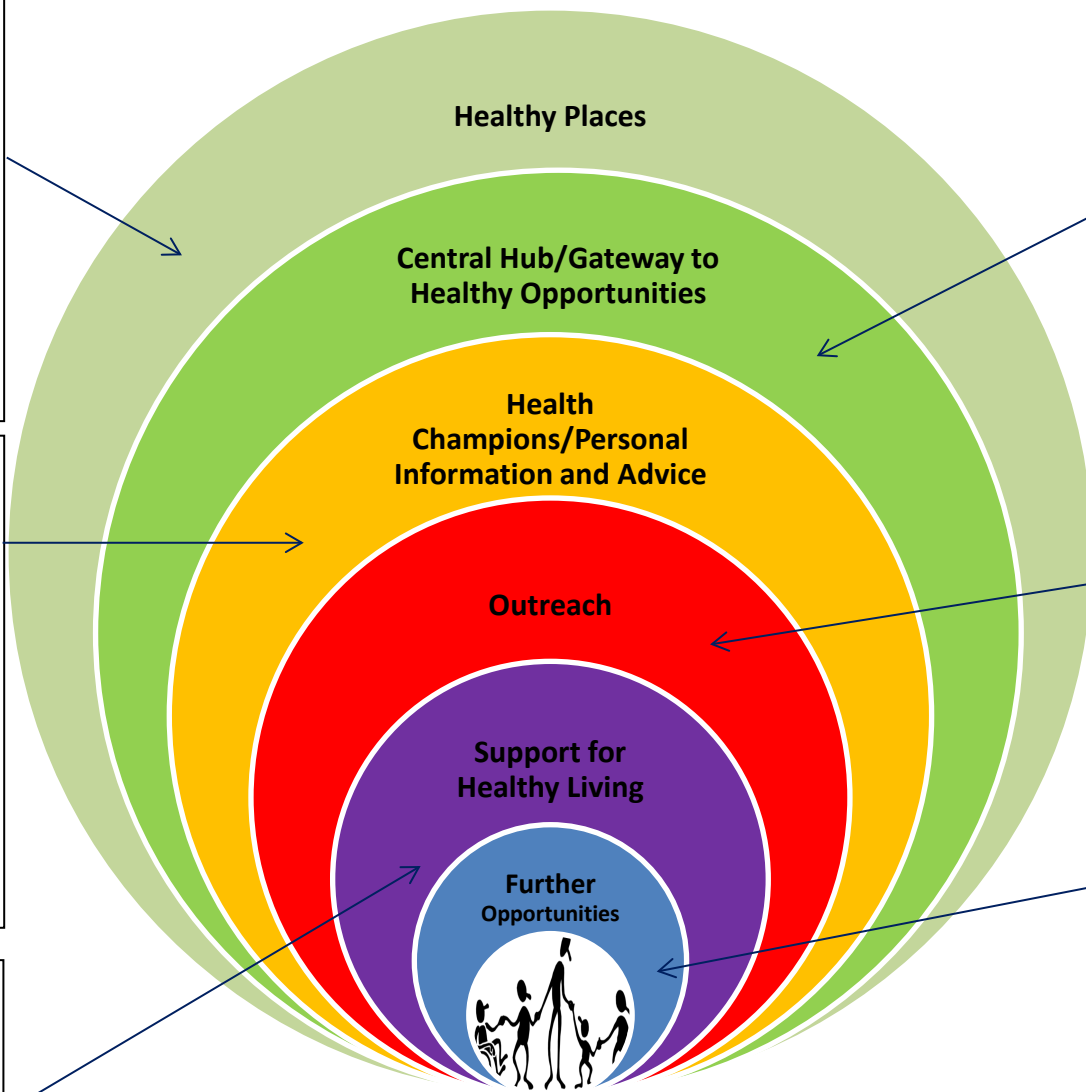 Healthy Places
Central Hub/Gateway to
Healthy Opportunities
Health
Champions/Personal
Information and Advice
Outreach
Support for
Healthy Living
Further
Opportunities